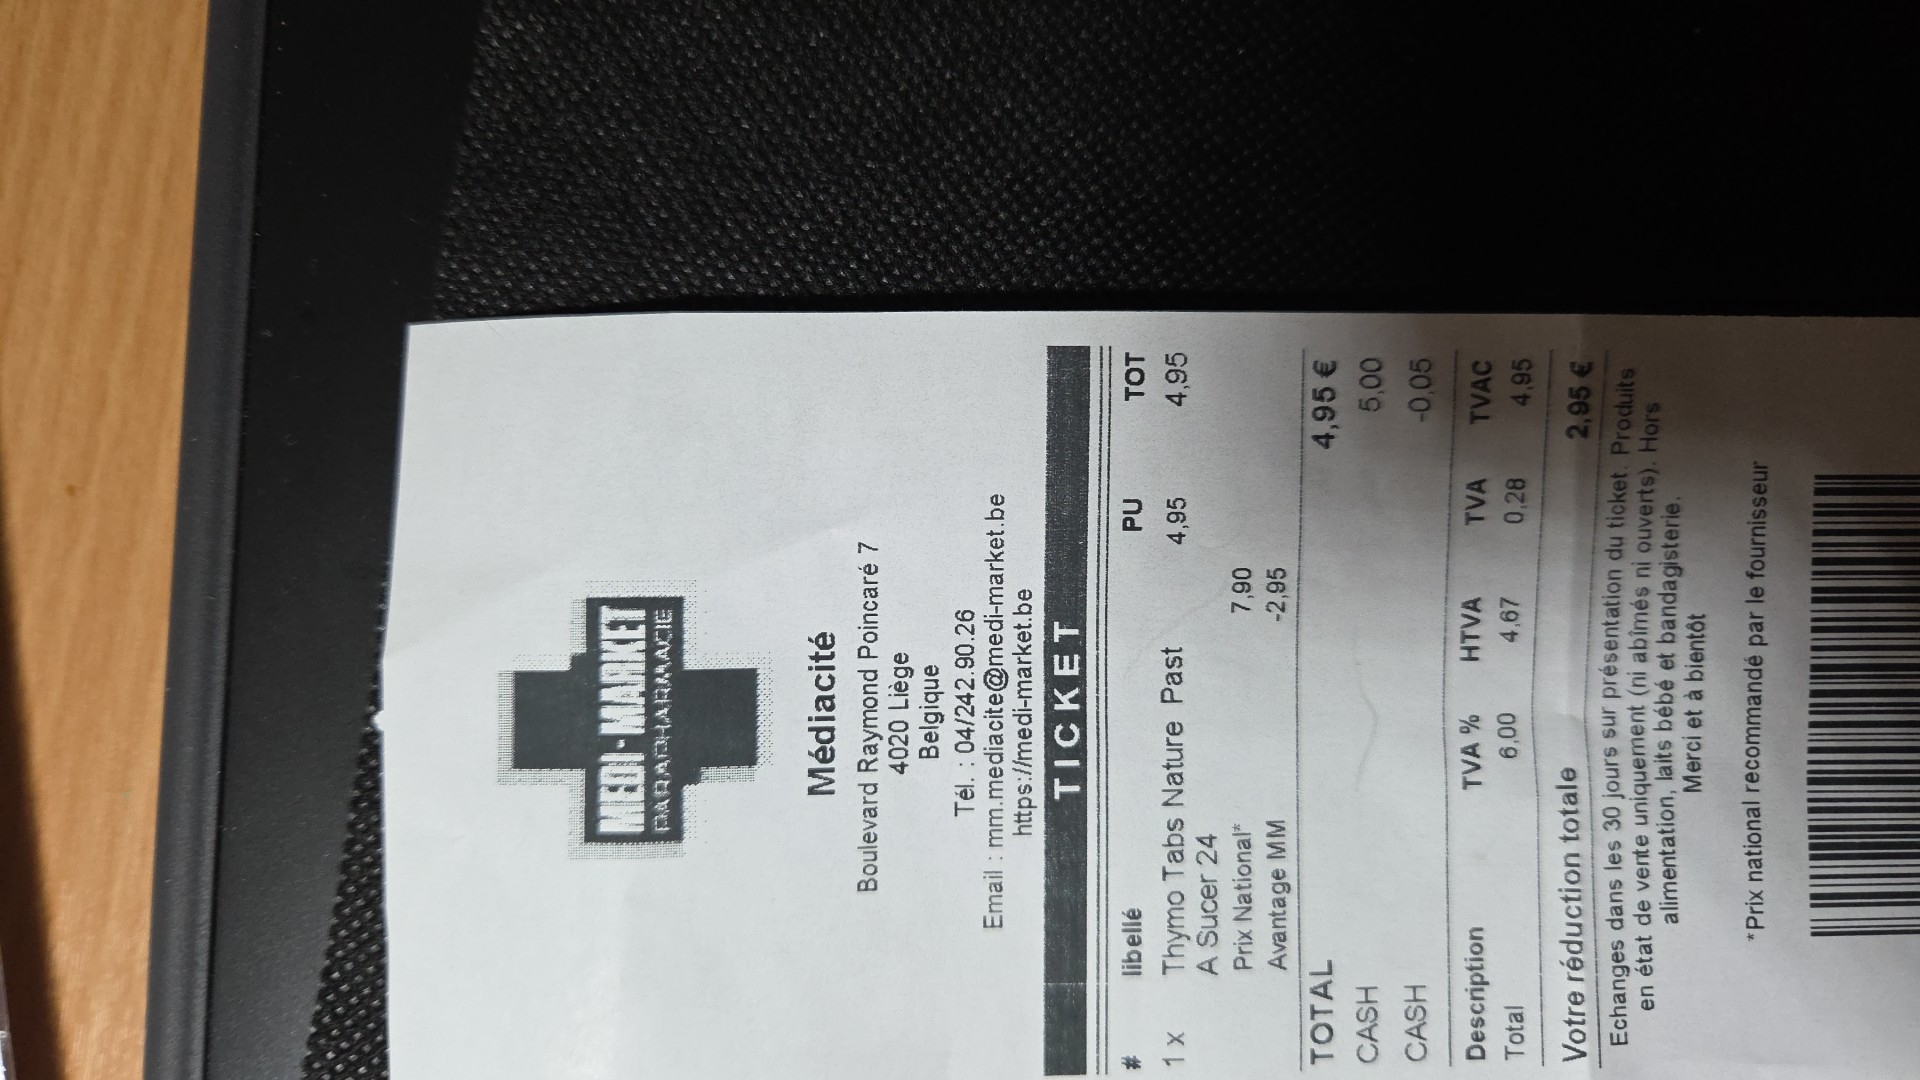 MEDI-MARKET
PARAPHARMACIE
Médiacité
Boulevard Raymond Poincaré 7
4020 Liège
Belgique
Tél. : 04/242.90.26
Email : mm.mediacite@medi-market.be
https://medi-market.be
TICKET
# libellé PU TOT
1 x Thymo Tabs Nature Past 4,95 4,95
A Sucer 24
Prix National* 7,90
Avantage MM -2,95
TOTAL 4,95 €
CASH 5,00
CASH -0,05
Description TVA % HTVA TVA TVAC
Total 6,00 4,67 0,28 4,95
Votre réduction totale 2,95 €
Echanges dans les 30 jours sur présentation du ticket. Produits
en état de vente uniquement (ni abîmés ni ouverts). Hors
alimentation, laits bébé et bandagisterie.
Merci et à bientôt
*Prix national recommandé par le fournisseur